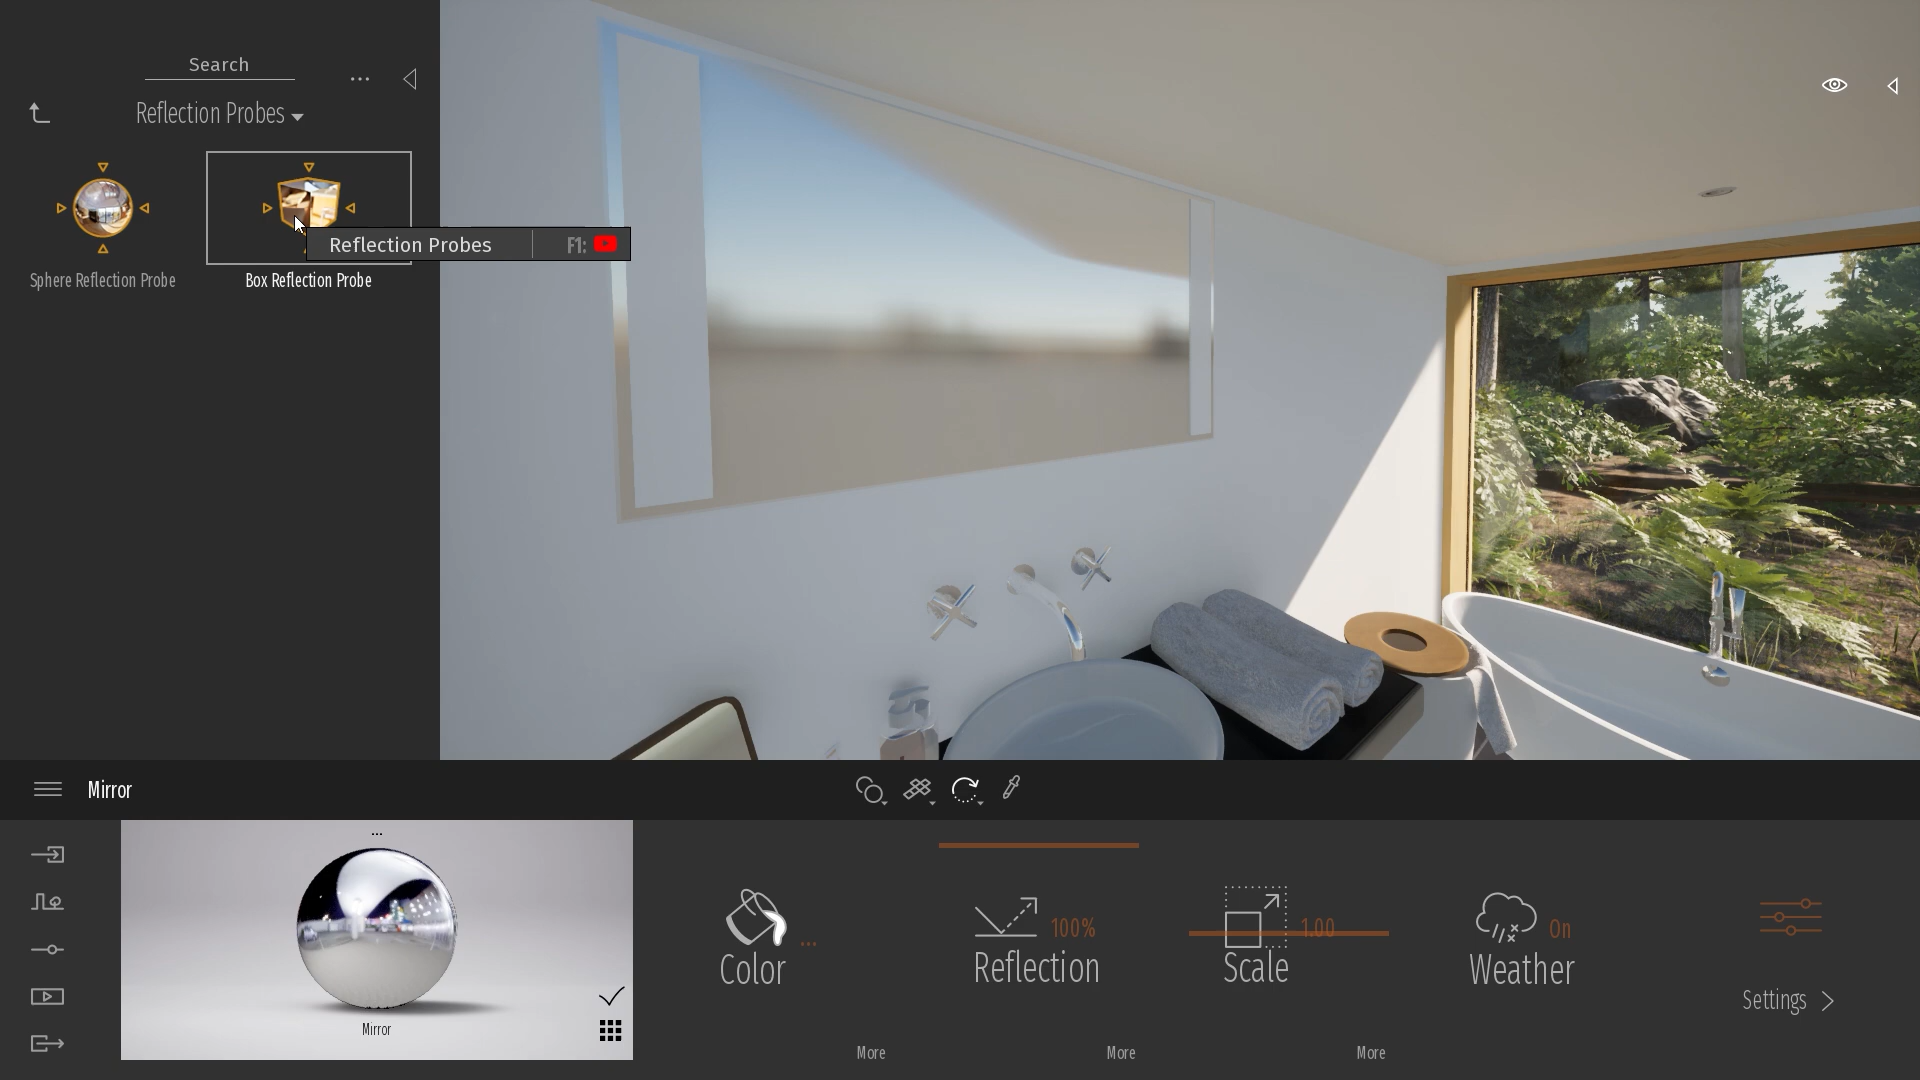 Search
...
Reflection Probes
Sphere Reflection Probe
Box Reflection Probe
Reflection Probes F1:
Mirror
...
Mirror
Color ...
Reflection 100%
Scale 1.00
Weather On
Settings
More
More
More